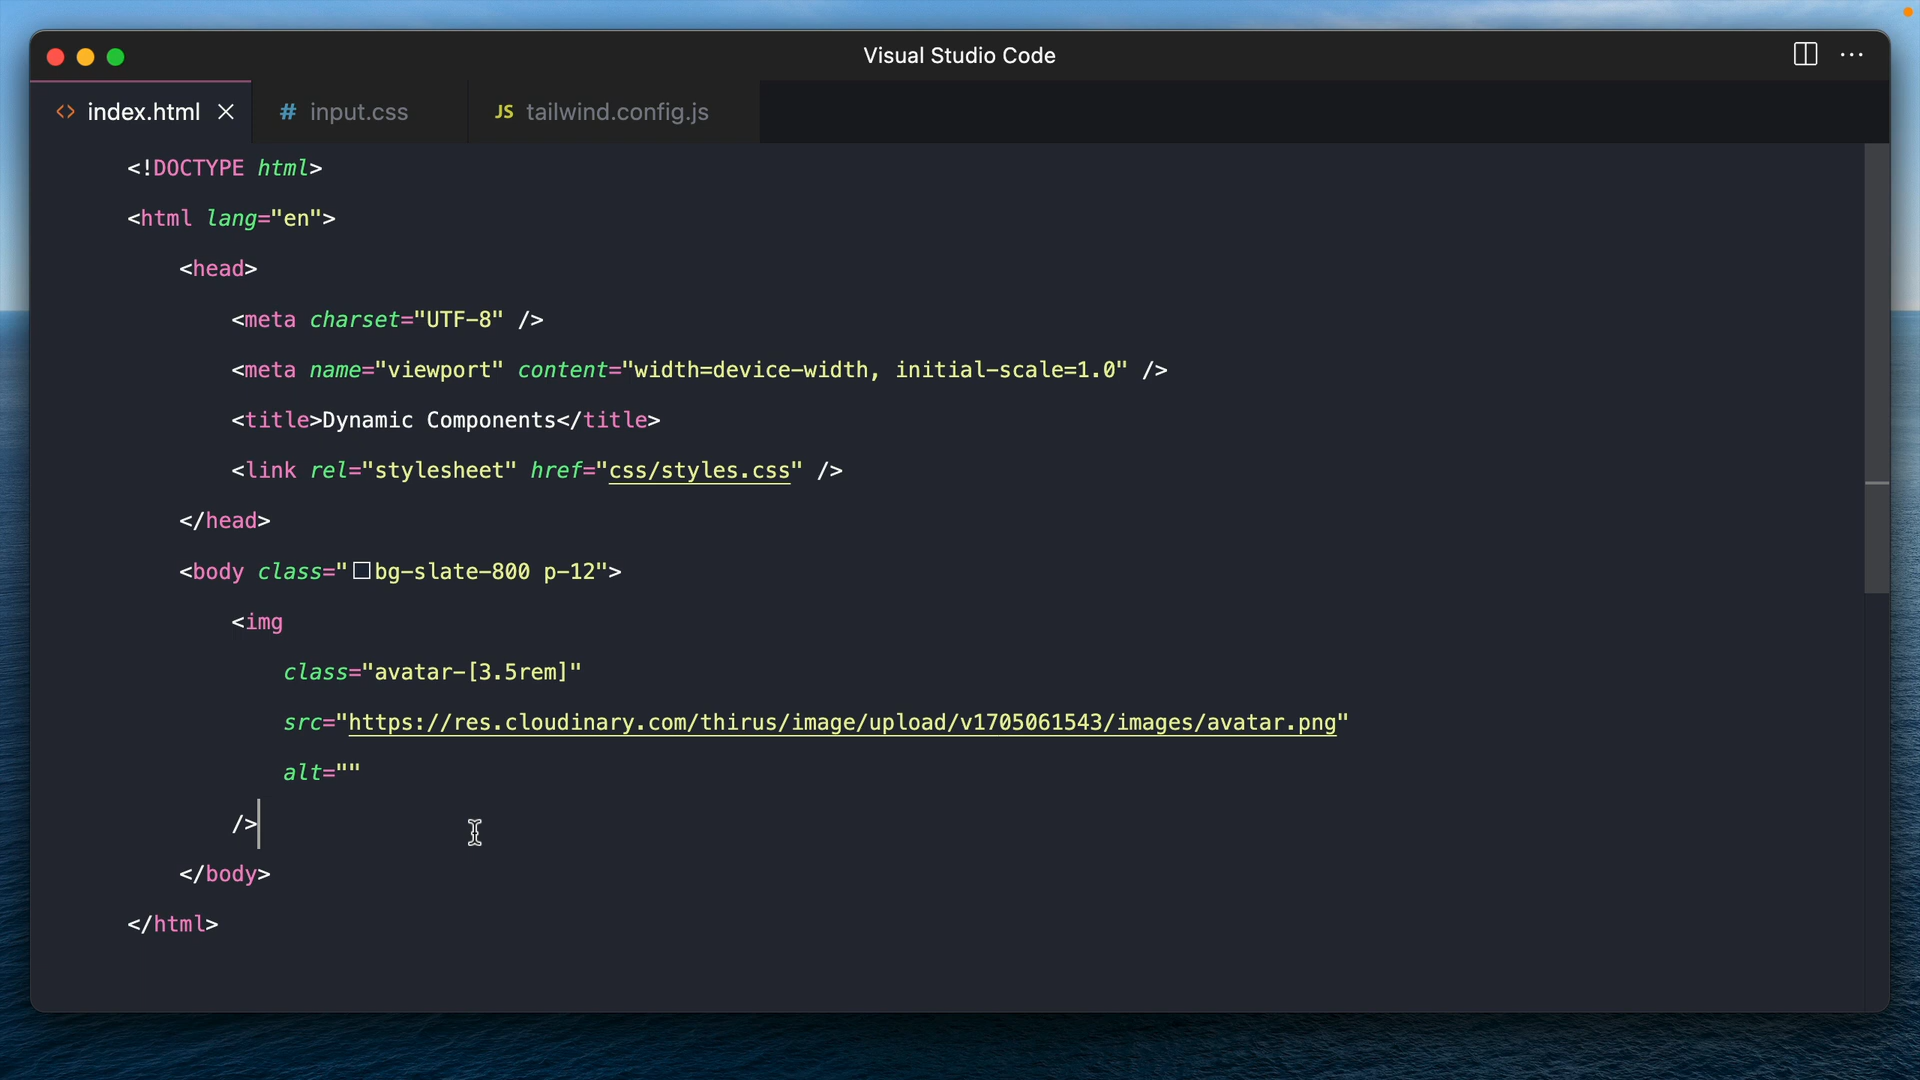 Visual Studio Code
<> index.html # input.css JS tailwind.config.js
<!DOCTYPE html>
<html lang="en">
<head>
<meta charset="UTF-8" />
<meta name="viewport" content="width=device-width, initial-scale=1.0" />
<title>Dynamic Components</title>
<link rel="stylesheet" href="css/styles.css" />
</head>
<body class="bg-slate-800 p-12">
<img
class="avatar-[3.5rem]"
src="https://res.cloudinary.com/thirus/image/upload/v1705061543/images/avatar.png"
alt=""
/>
</body>
</html>